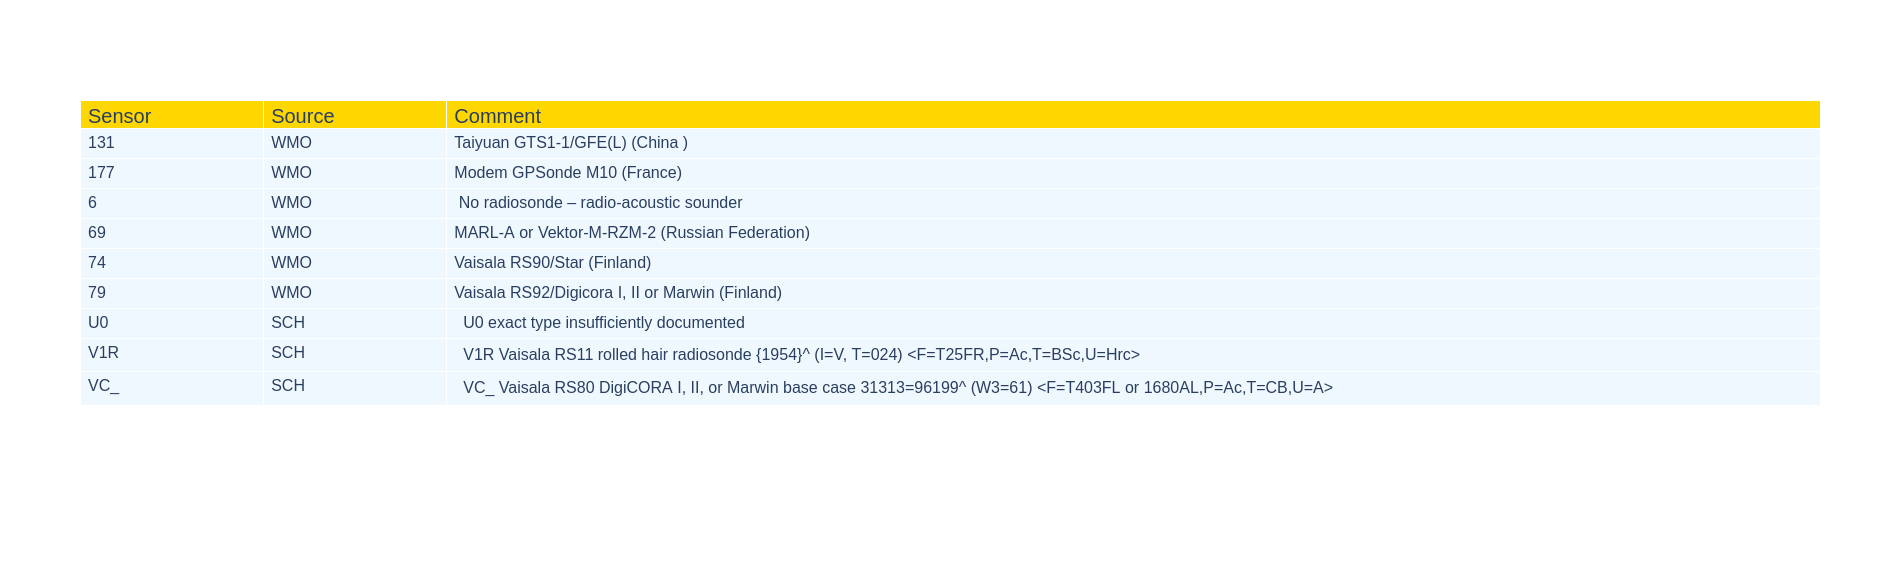 Sensor Source Comment
131 WMO Taiyuan GTS1-1/GFE(L) (China )
177 WMO Modem GPSonde M10 (France)
6 WMO No radiosonde – radio-acoustic sounder
69 WMO MARL-A or Vektor-M-RZM-2 (Russian Federation)
74 WMO Vaisala RS90/Star (Finland)
79 WMO Vaisala RS92/Digicora I, II or Marwin (Finland)
U0 SCH U0 exact type insufficiently documented
V1R SCH V1R Vaisala RS11 rolled hair radiosonde {1954}^ (I=V, T=024) <F=T25FR,P=Ac,T=BSc,U=Hrc>
VC_ SCH VC_ Vaisala RS80 DigiCORA I, II, or Marwin base case 31313=96199^ (W3=61) <F=T403FL or 1680AL,P=Ac,T=CB,U=A>